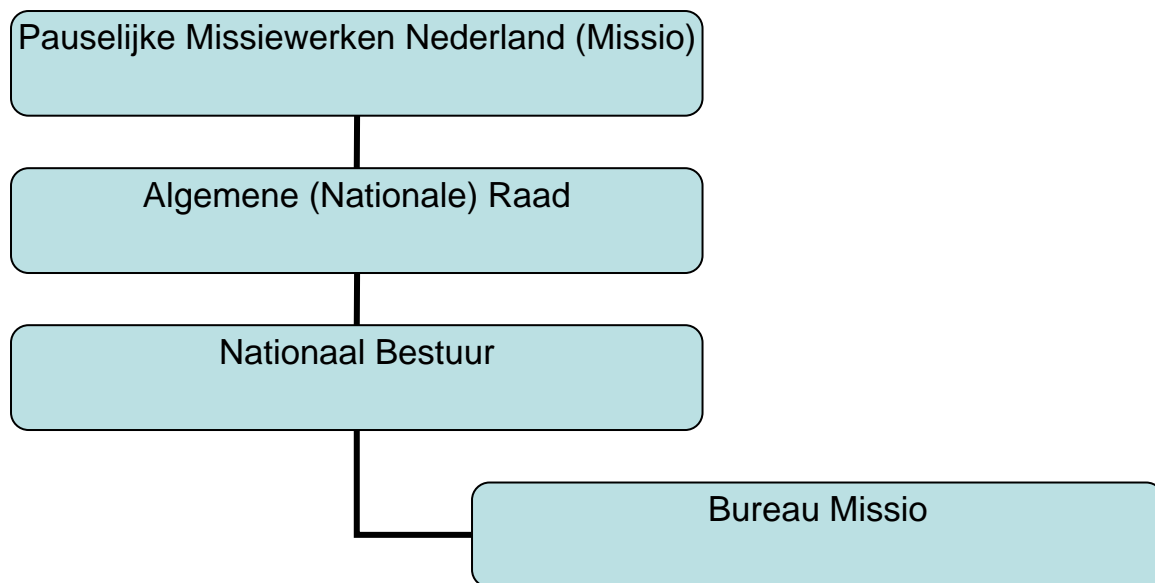 Pauselijke Missiewerken Nederland (Missio)
Algemene (Nationale) Raad
Nationaal Bestuur
Bureau Missio